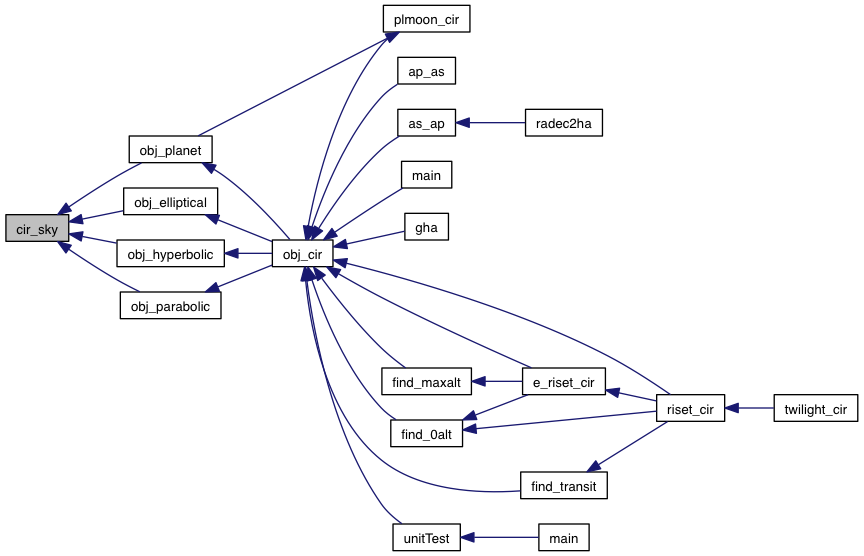 plmoon_cir
ap_as
as_ap
radec2ha
obj_planet
main
obj_elliptical
gha
cir_sky
obj_hyperbolic
obj_cir
obj_parabolic
find_maxalt
e_riset_cir
riset_cir
twilight_cir
find_0alt
find_transit
unitTest
main